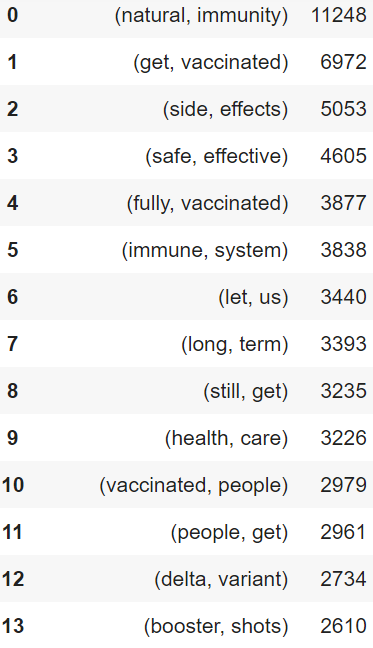 0 (natural, immunity) 11248
1 (get, vaccinated) 6972
2 (side, effects) 5053
3 (safe, effective) 4605
4 (fully, vaccinated) 3877
5 (immune, system) 3838
6 (let, us) 3440
7 (long, term) 3393
8 (still, get) 3235
9 (health, care) 3226
10 (vaccinated, people) 2979
11 (people, get) 2961
12 (delta, variant) 2734
13 (booster, shots) 2610